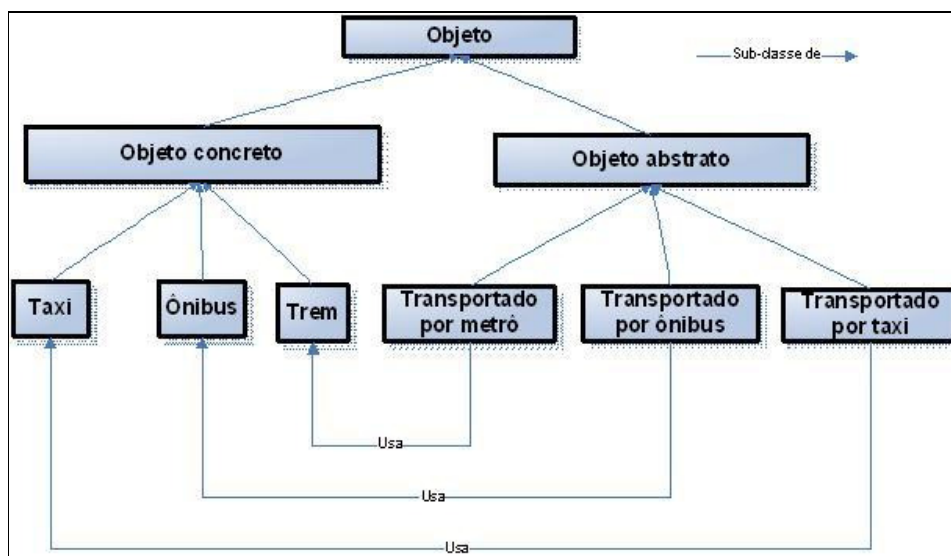 Objeto
Sub-classe de
Objeto concreto
Objeto abstrato
Taxi
Ônibus
Trem
Transportado
por metrô
Transportado
por ônibus
Transportado
por taxi
Usa
Usa
Usa